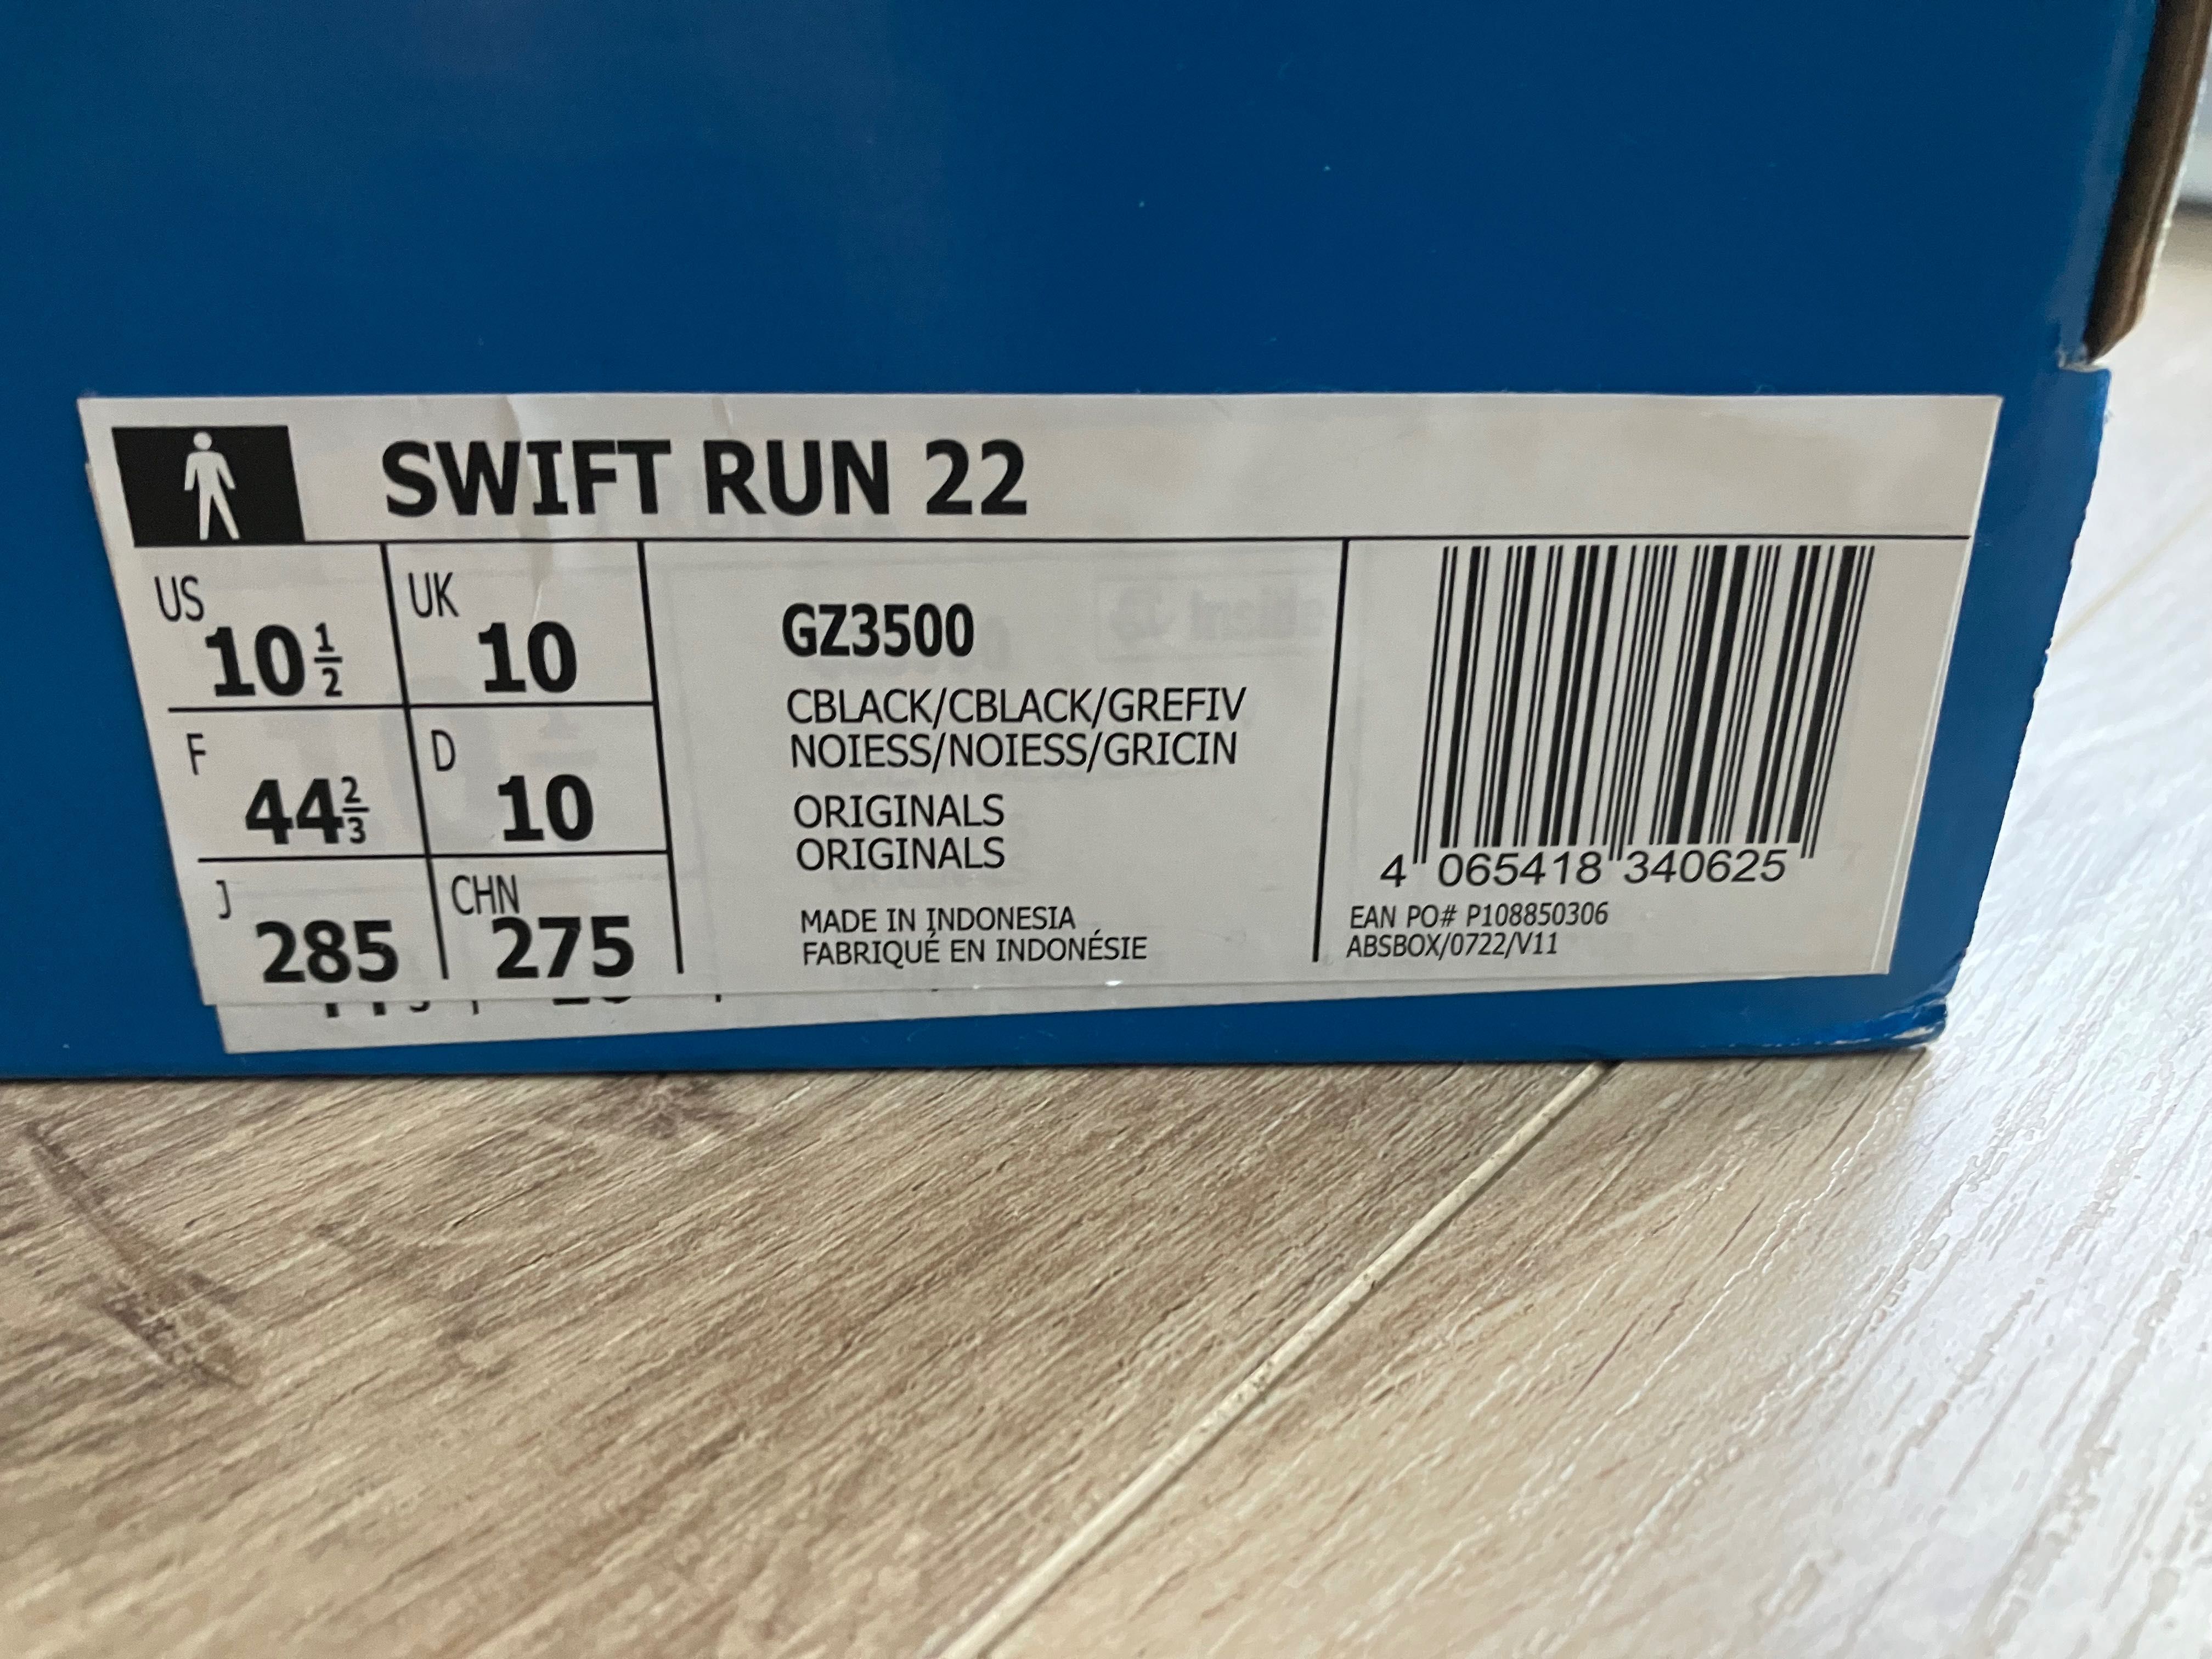 SWIFT RUN 22
US 10 1/2
UK 10
F 44 2/3
D 10
J 285
CHN 275
GZ3500
CBLACK/CBLACK/GREFIV
NOIESS/NOIESS/GRICIN
ORIGINALS
ORIGINALS
MADE IN INDONESIA
FABRIQUÉ EN INDONÉSIE
4 065418 340625
EAN PO# P108850306
ABSBOX/0722/V11